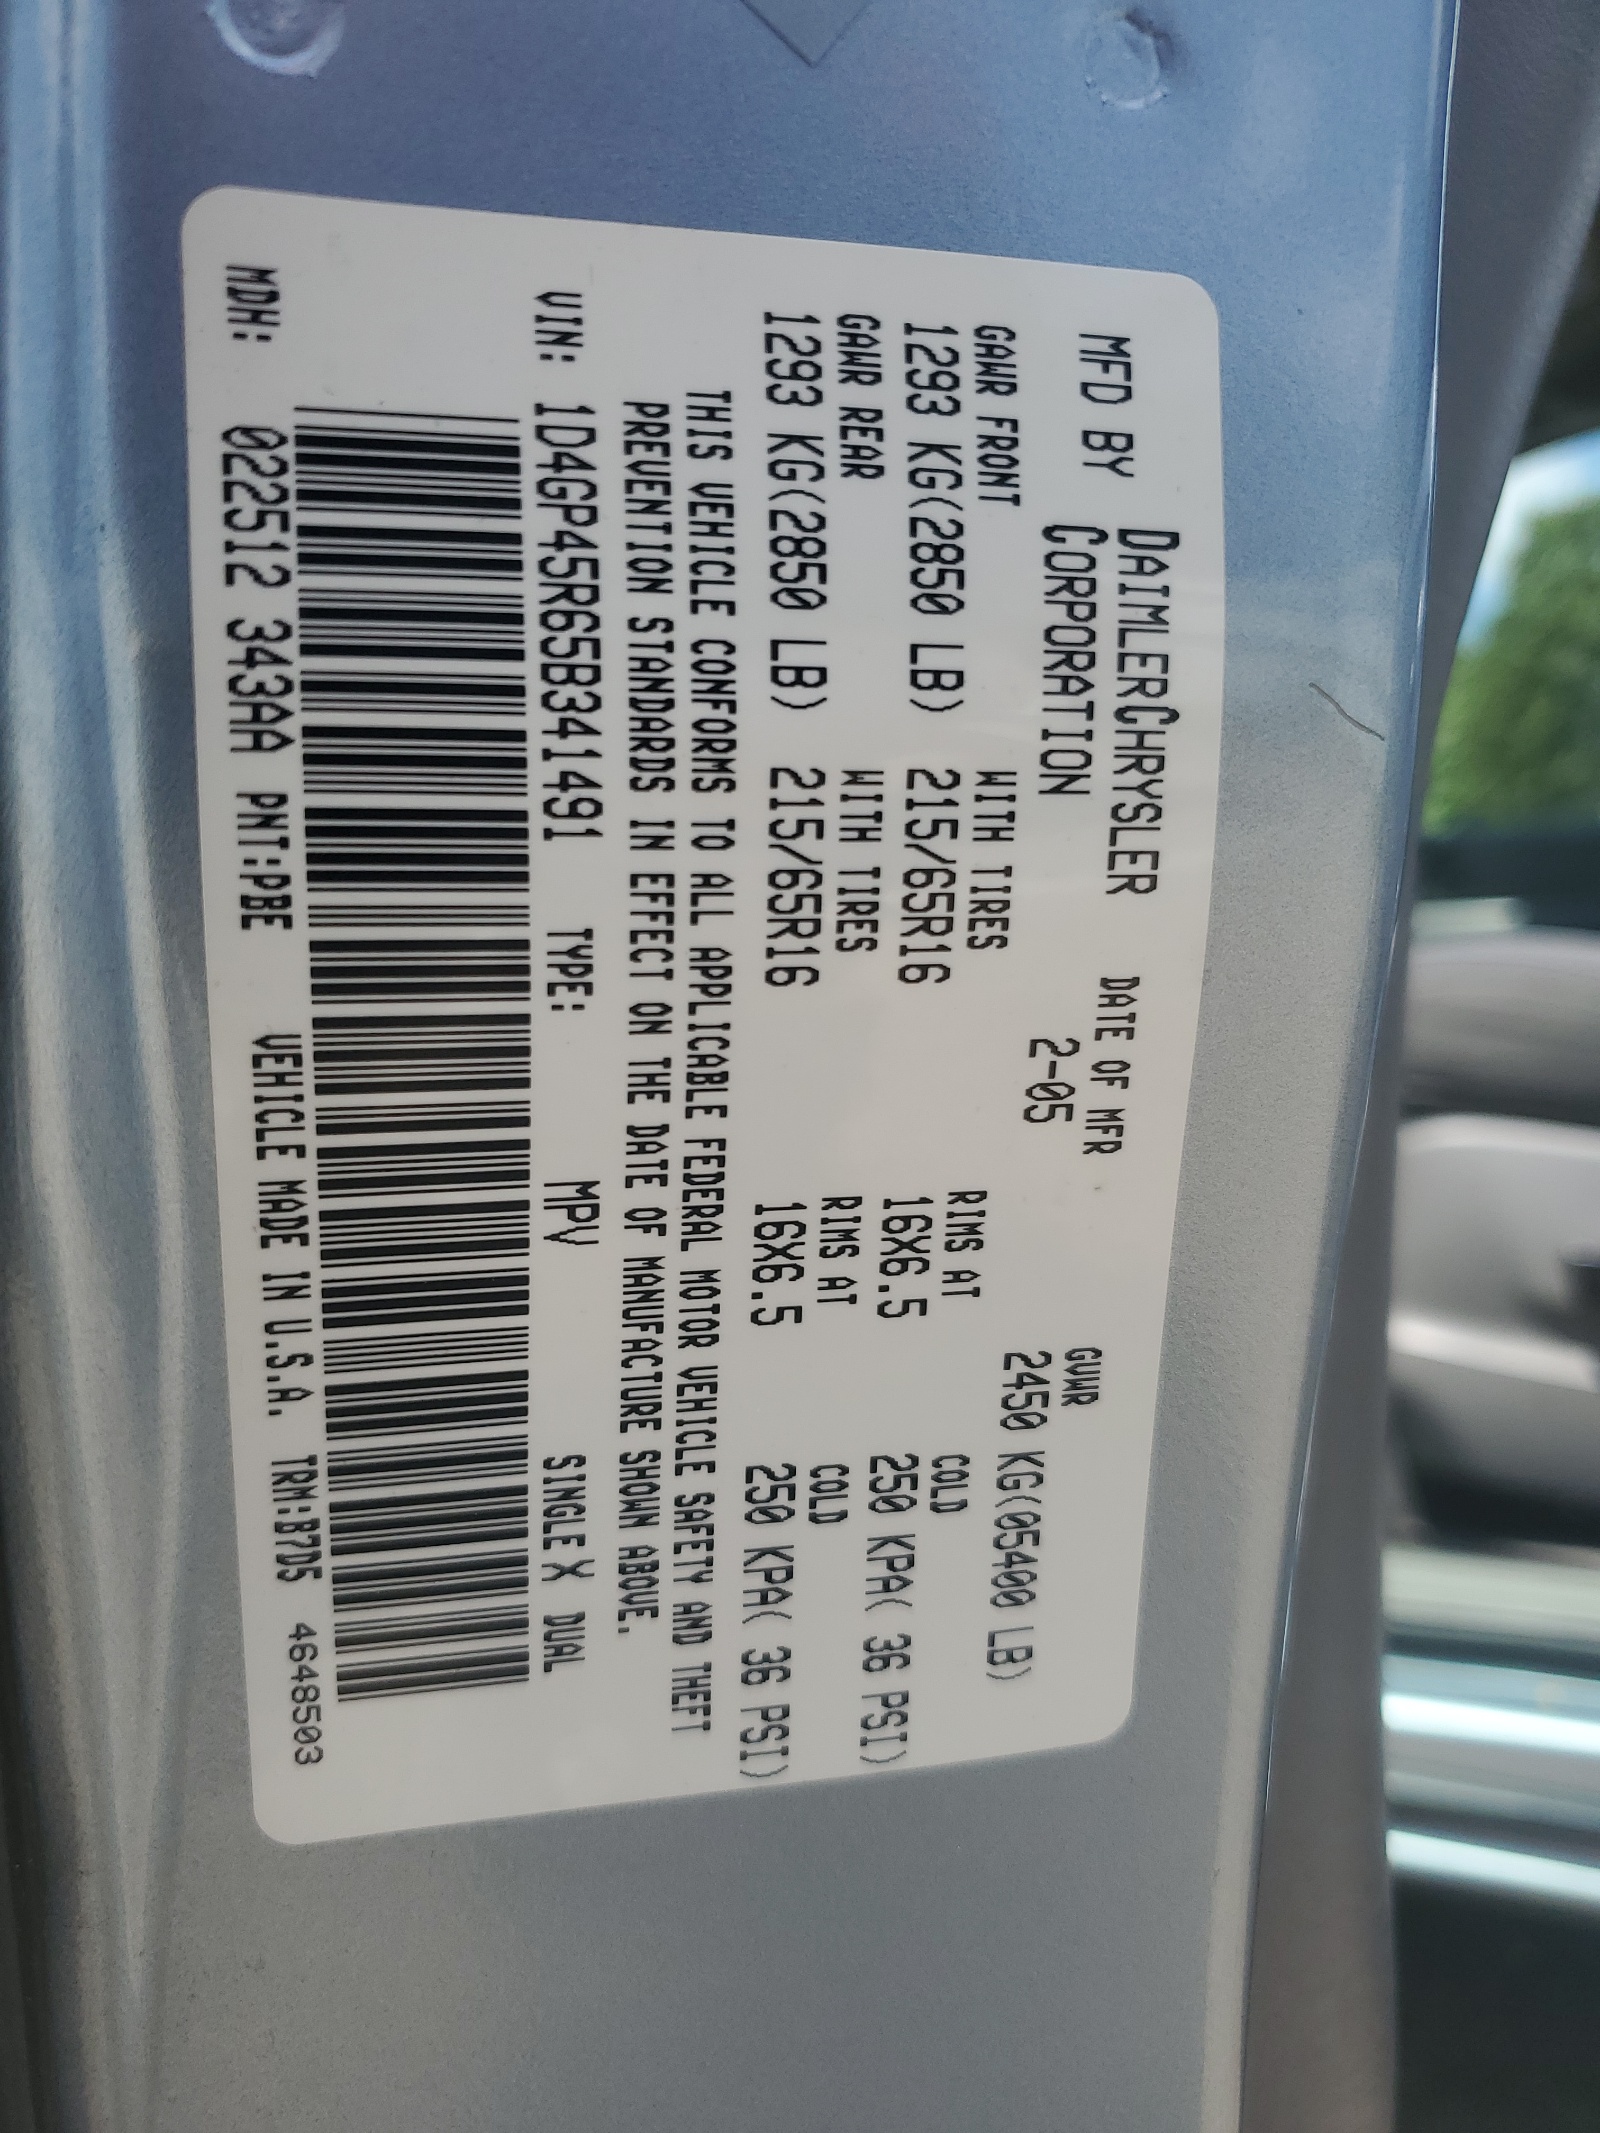 MFD BY DAIMLERCHRYSLER CORPORATION DATE OF MFR 2-05 GVWR 2450 KG(05400 LB)
GAWR FRONT WITH TIRES RIMS AT COLD
1293 KG(2850 LB) 215/65R16 16X6.5 250 KPA( 36 PSI)
GAWR REAR WITH TIRES RIMS AT COLD
1293 KG(2850 LB) 215/65R16 16X6.5 250 KPA( 36 PSI)
THIS VEHICLE CONFORMS TO ALL APPLICABLE FEDERAL MOTOR VEHICLE SAFETY AND THEFT
PREVENTION STANDARDS IN EFFECT ON THE DATE OF MANUFACTURE SHOWN ABOVE.
VIN: 1D4GP45R65B341491 TYPE: MPV SINGLE X DUAL
MDH: 022512 343AA PNT:PBE VEHICLE MADE IN U.S.A. TRM:B7D5 4648503